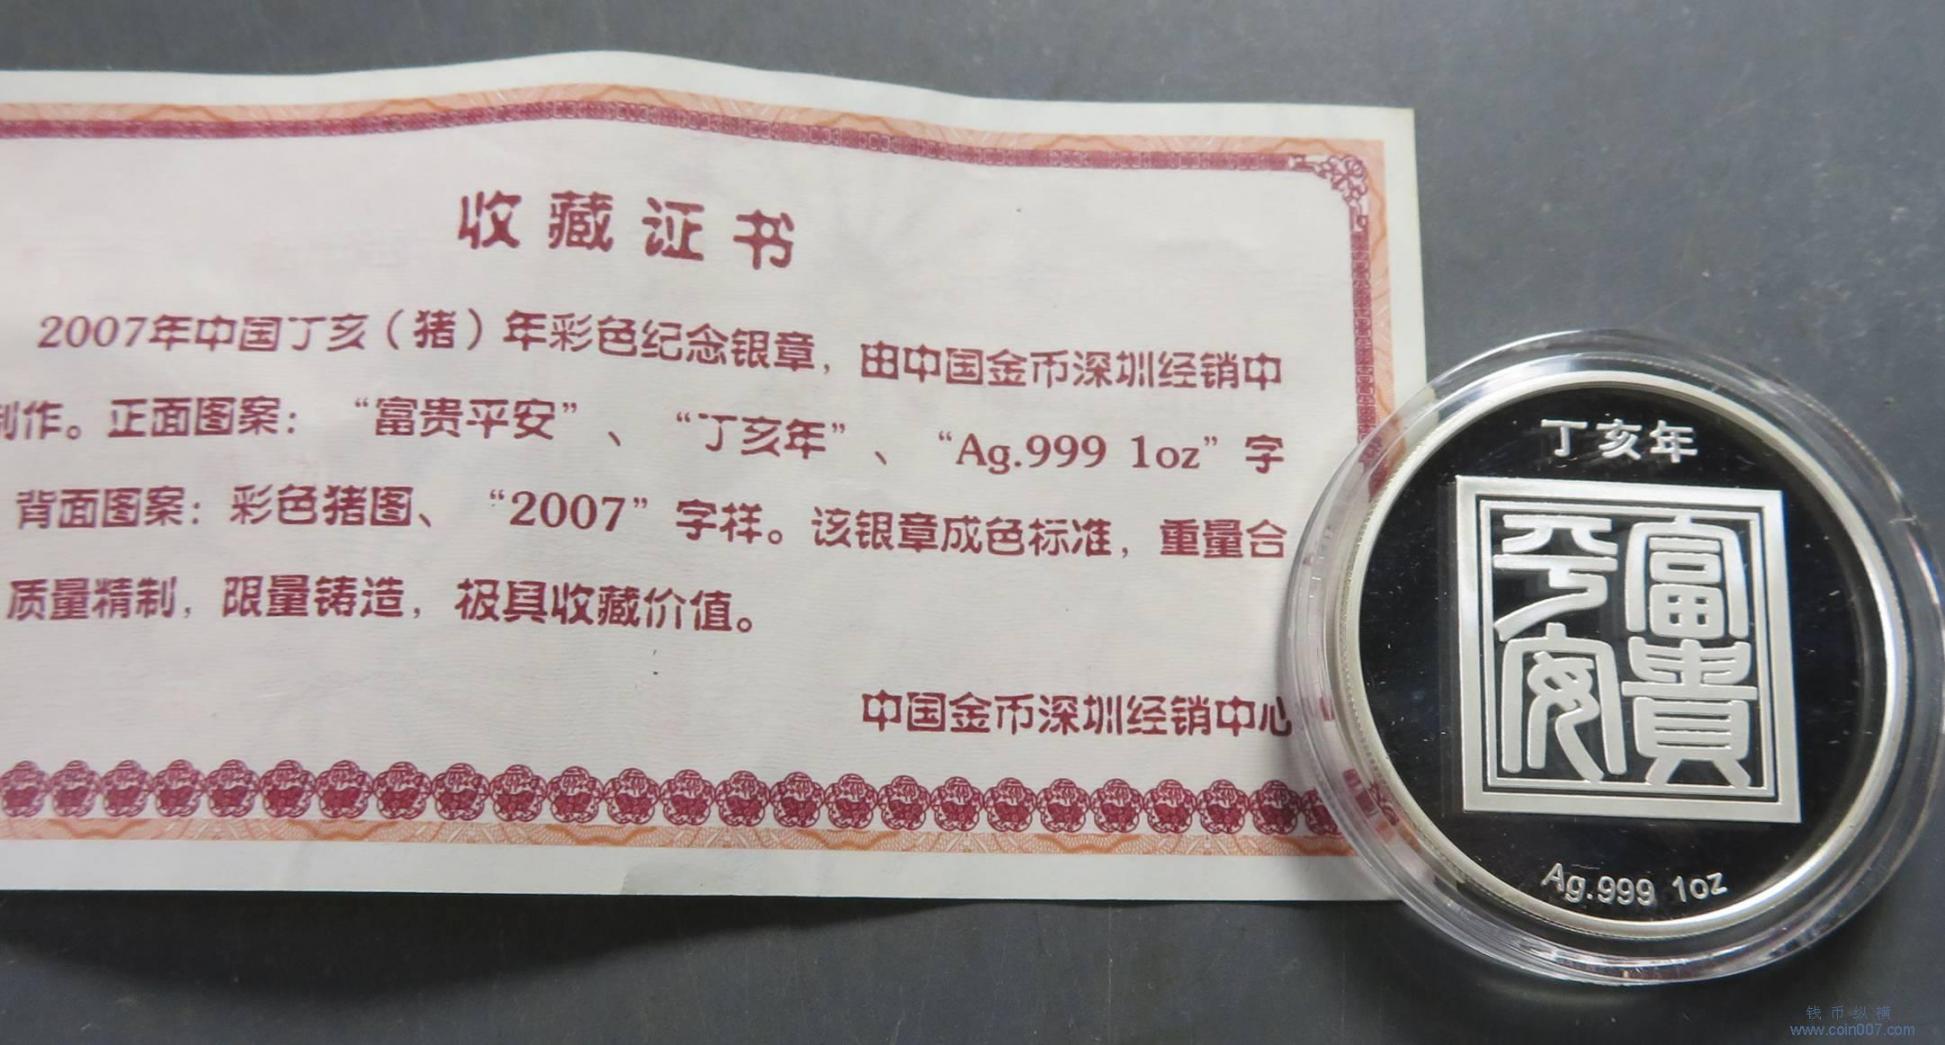 收藏证书
2007年中国丁亥（猪）年彩色纪念银章，由中国金币深圳经销中
制作。正面图案：“富贵平安”、“丁亥年”、“Ag.999 1oz”字
背面图案：彩色猪图、“2007”字样。该银章成色标准，重量合
质量精制，限量铸造，极具收藏价值。
中国金币深圳经销中心
丁亥年
富貴
平安
Ag.999 1oz
钱币纵横
www.coin007.com